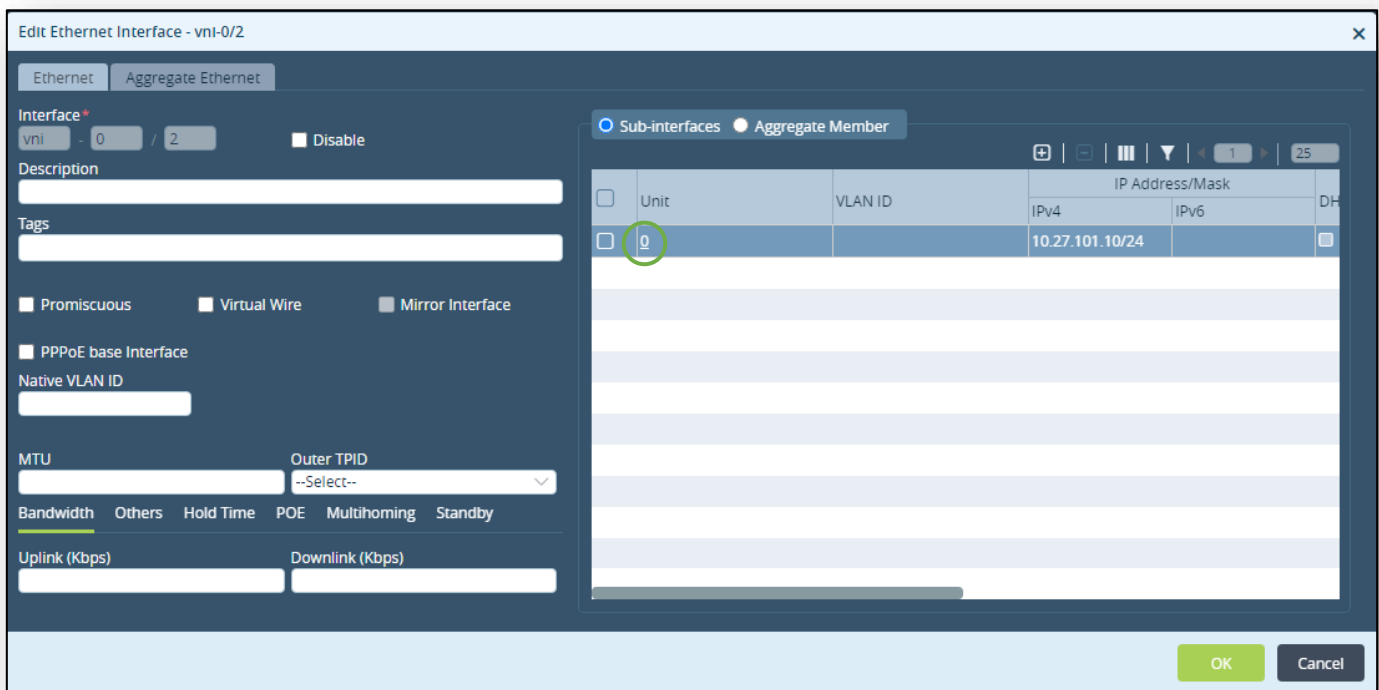 Edit Ethernet Interface - vni-0/2 ×
Ethernet Aggregate Ethernet
Interface*
vni - 0 / 2 Disable
Description
Tags
Promiscuous Virtual Wire Mirror Interface
PPPoE base Interface
Native VLAN ID
MTU Outer TPID
--Select--
Bandwidth Others Hold Time POE Multihoming Standby
Uplink (Kbps) Downlink (Kbps)
Sub-interfaces Aggregate Member
1 25
Unit VLAN ID IP Address/Mask DH
IPv4 IPv6
0 10.27.101.10/24
OK Cancel